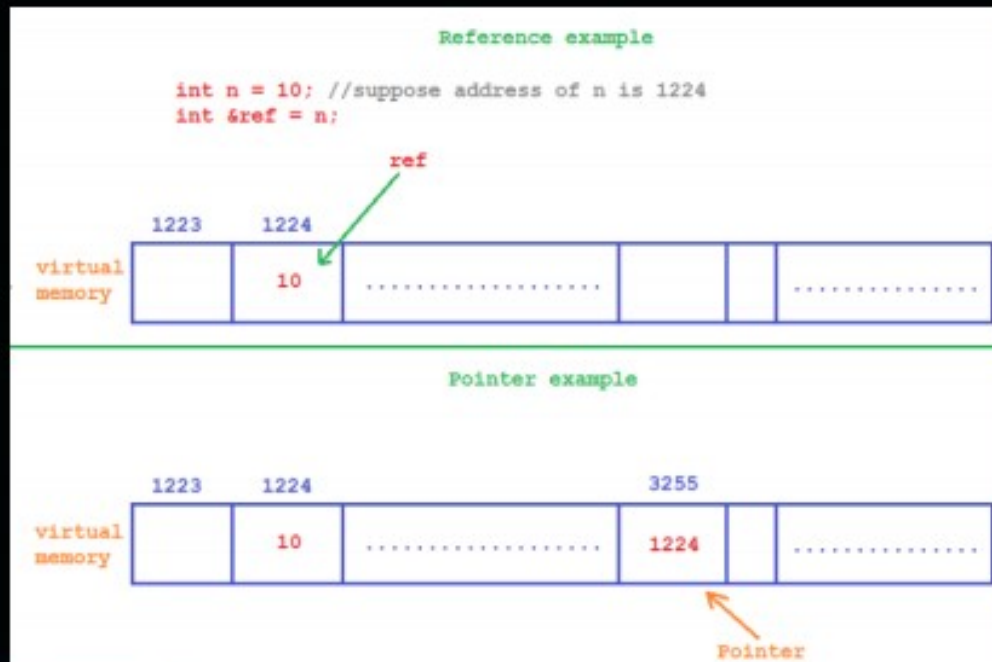 Reference example
int n = 10; //suppose address of n is 1224
int &ref = n;
ref
1223 1224
virtual
memory
10 ................... ...............
Pointer example
1223 1224 3255
virtual
memory
10 ................... 1224 ...............
Pointer